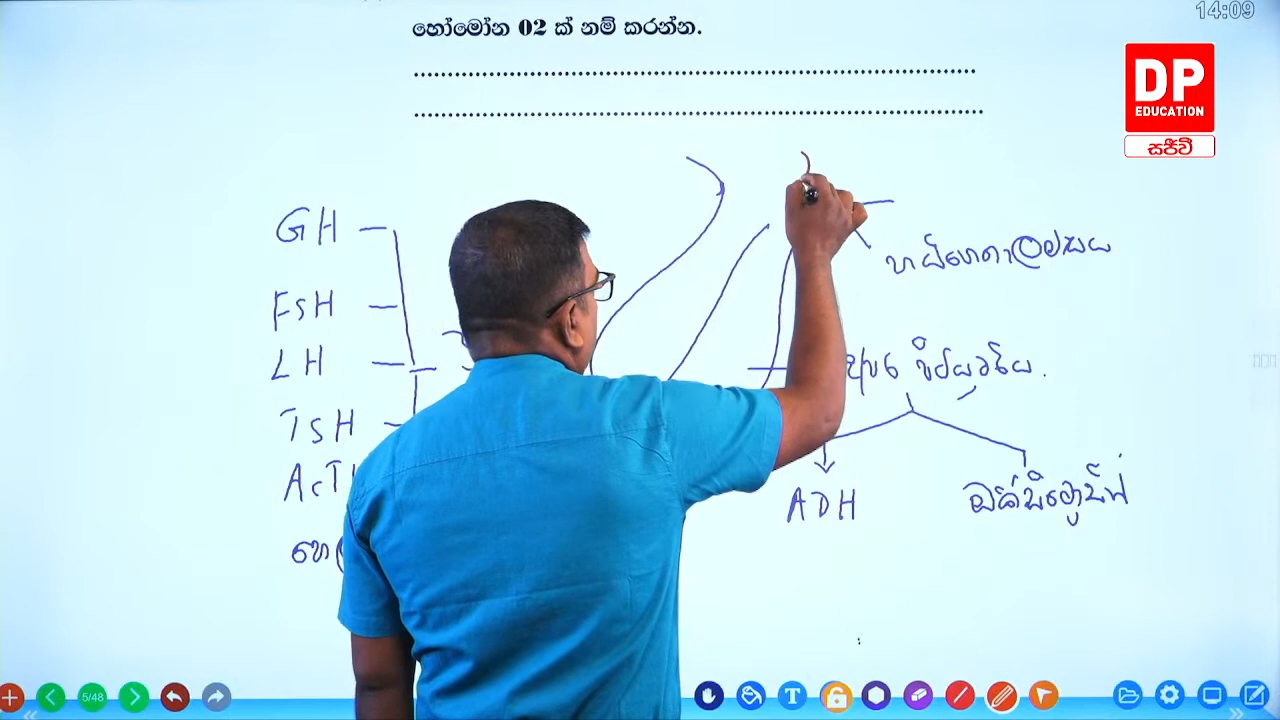 14:09
හෝමෝන 02 ක් නම් කරන්න.
DP
EDUCATION
සජීවී
GH
FSH
LH
TSH
ACT
හයිපොතැලමසය
අපර පිටියුටරිය.
ADH
ඔක්සිටොසින්
5/48